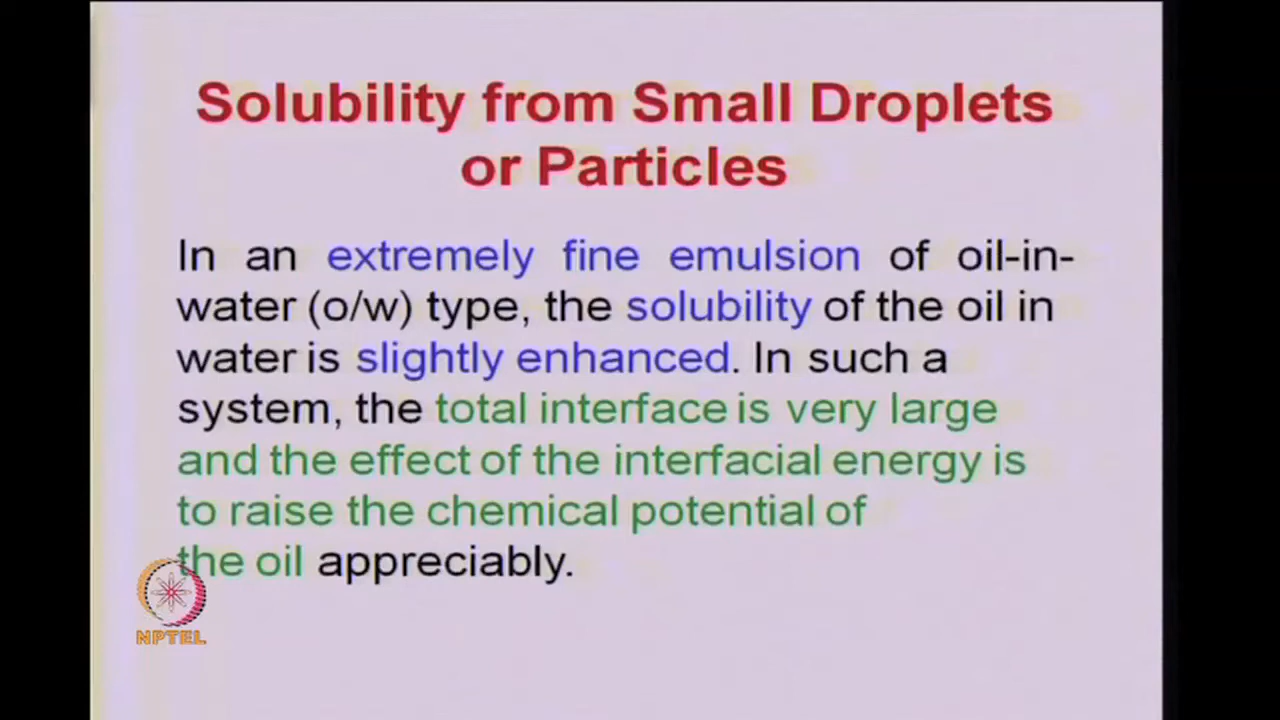 Solubility from Small Droplets
or Particles
In an extremely fine emulsion of oil-in-
water (o/w) type, the solubility of the oil in
water is slightly enhanced. In such a
system, the total interface is very large
and the effect of the interfacial energy is
to raise the chemical potential of
the oil appreciably.
NPTEL